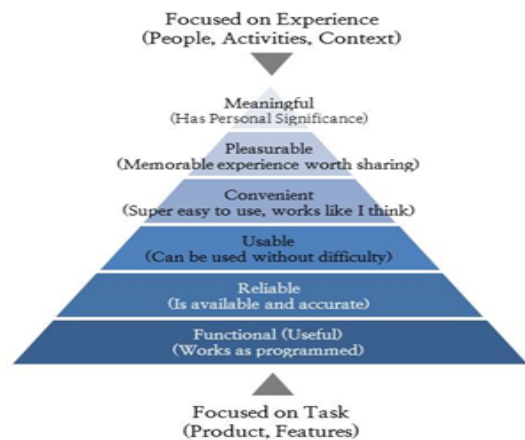 Focused on Experience
(People, Activities, Context)
Meaningful
(Has Personal Significance)
Pleasurable
(Memorable experience worth sharing)
Convenient
(Super easy to use, works like I think)
Usable
(Can be used without difficulty)
Reliable
(Is available and accurate)
Functional (Useful)
(Works as programmed)
Focused on Task
(Product, Features)